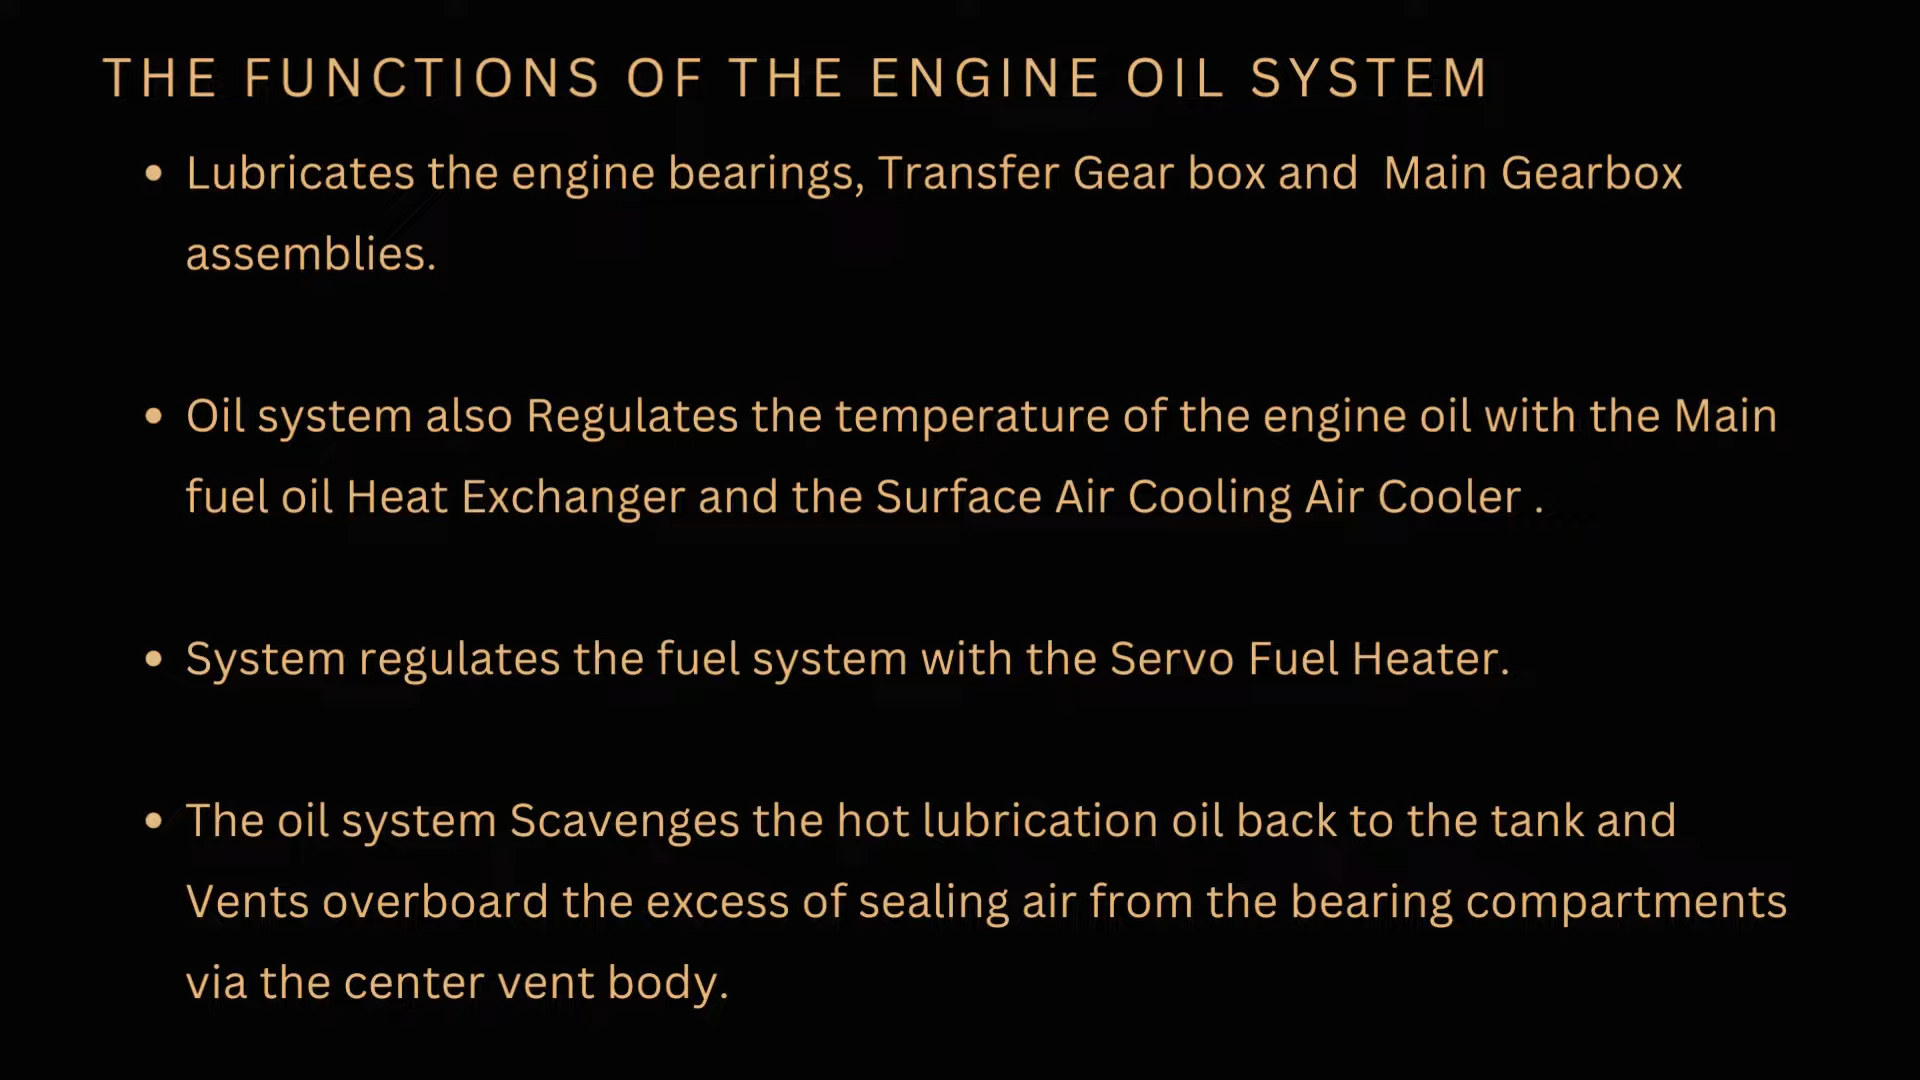 THE FUNCTIONS OF THE ENGINE OIL SYSTEM
• Lubricates the engine bearings, Transfer Gear box and  Main Gearbox
assemblies.
• Oil system also Regulates the temperature of the engine oil with the Main
fuel oil Heat Exchanger and the Surface Air Cooling Air Cooler .
• System regulates the fuel system with the Servo Fuel Heater.
• The oil system Scavenges the hot lubrication oil back to the tank and
Vents overboard the excess of sealing air from the bearing compartments
via the center vent body.